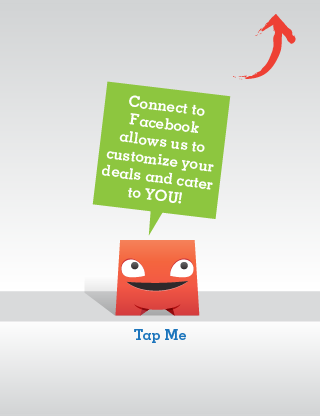 Connect to
Facebook
allows us to
customize your
deals and cater
to YOU!
Tap Me